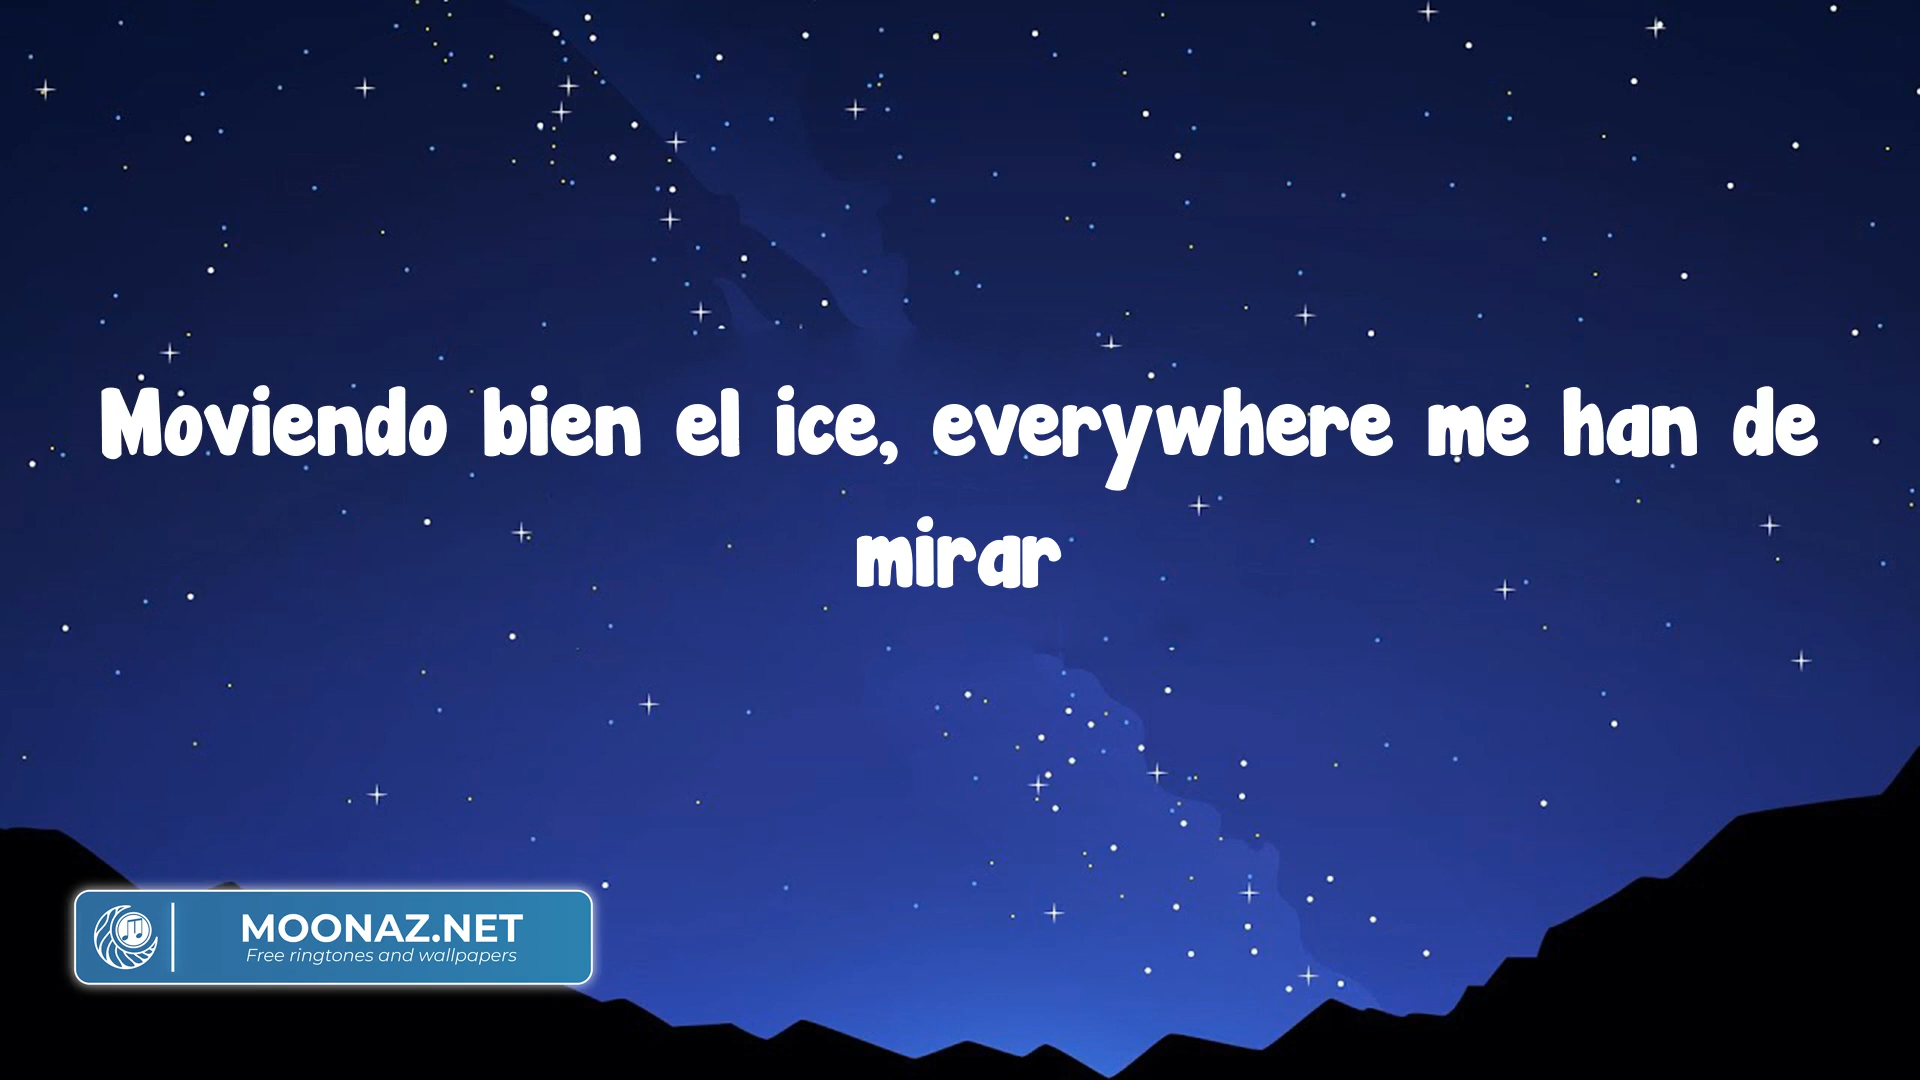 Moviendo bien el ice, everywhere me han de
mirar
MOONAZ.NET
Free ringtones and wallpapers